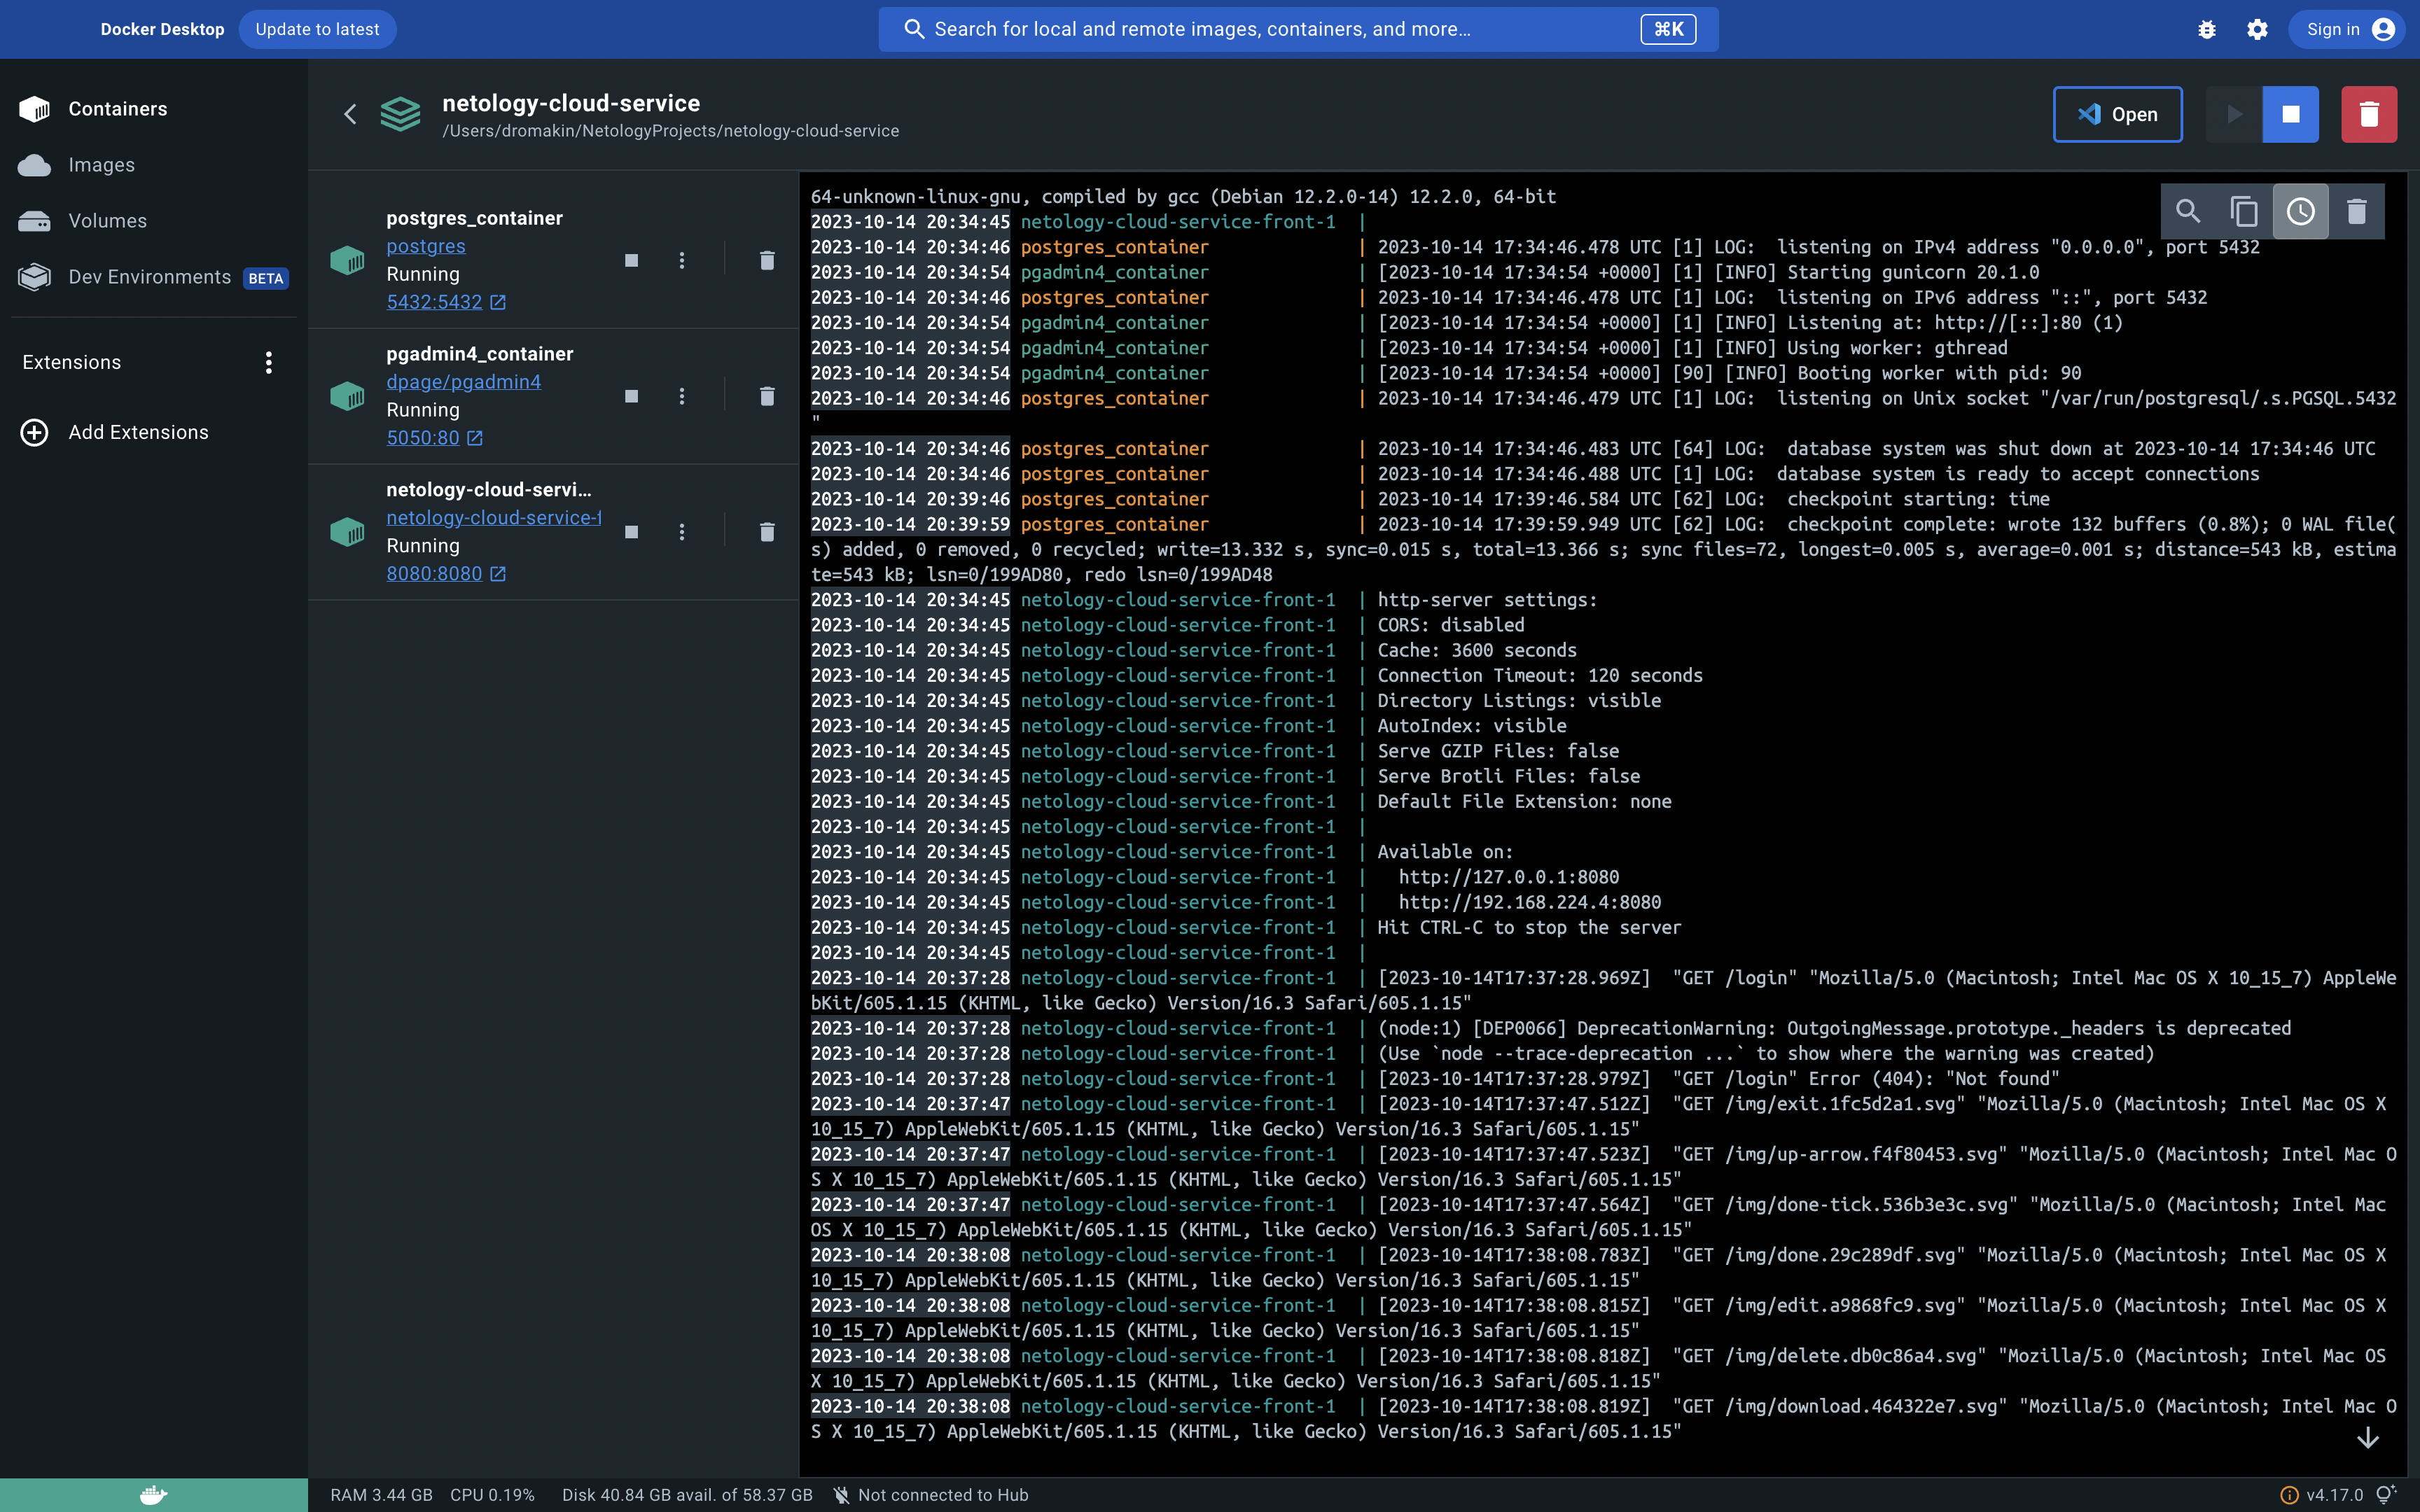 Docker Desktop
Update to latest
Search for local and remote images, containers, and more...
⌘K
Sign in
Containers
Images
Volumes
Dev Environments BETA
Extensions
Add Extensions
netology-cloud-service
/Users/dromakin/NetologyProjects/netology-cloud-service
Open
postgres_container
postgres
Running
5432:5432
pgadmin4_container
dpage/pgadmin4
Running
5050:80
netology-cloud-servi...
netology-cloud-service-f
Running
8080:8080
64-unknown-linux-gnu, compiled by gcc (Debian 12.2.0-14) 12.2.0, 64-bit
2023-10-14 20:34:45 netology-cloud-service-front-1 |
2023-10-14 20:34:46 postgres_container | 2023-10-14 17:34:46.478 UTC [1] LOG:  listening on IPv4 address "0.0.0.0", port 5432
2023-10-14 20:34:54 pgadmin4_container | [2023-10-14 17:34:54 +0000] [1] [INFO] Starting gunicorn 20.1.0
2023-10-14 20:34:46 postgres_container | 2023-10-14 17:34:46.478 UTC [1] LOG:  listening on IPv6 address "::", port 5432
2023-10-14 20:34:54 pgadmin4_container | [2023-10-14 17:34:54 +0000] [1] [INFO] Listening at: http://[::]:80 (1)
2023-10-14 20:34:54 pgadmin4_container | [2023-10-14 17:34:54 +0000] [1] [INFO] Using worker: gthread
2023-10-14 20:34:54 pgadmin4_container | [2023-10-14 17:34:54 +0000] [90] [INFO] Booting worker with pid: 90
2023-10-14 20:34:46 postgres_container | 2023-10-14 17:34:46.479 UTC [1] LOG:  listening on Unix socket "/var/run/postgresql/.s.PGSQL.5432
"
2023-10-14 20:34:46 postgres_container | 2023-10-14 17:34:46.483 UTC [64] LOG:  database system was shut down at 2023-10-14 17:34:46 UTC
2023-10-14 20:34:46 postgres_container | 2023-10-14 17:34:46.488 UTC [1] LOG:  database system is ready to accept connections
2023-10-14 20:39:46 postgres_container | 2023-10-14 17:39:46.584 UTC [62] LOG:  checkpoint starting: time
2023-10-14 20:39:59 postgres_container | 2023-10-14 17:39:59.949 UTC [62] LOG:  checkpoint complete: wrote 132 buffers (0.8%); 0 WAL file(
s) added, 0 removed, 0 recycled; write=13.332 s, sync=0.015 s, total=13.366 s; sync files=72, longest=0.005 s, average=0.001 s; distance=543 kB, estima
te=543 kB; lsn=0/199AD80, redo lsn=0/199AD48
2023-10-14 20:34:45 netology-cloud-service-front-1 | http-server settings:
2023-10-14 20:34:45 netology-cloud-service-front-1 | CORS: disabled
2023-10-14 20:34:45 netology-cloud-service-front-1 | Cache: 3600 seconds
2023-10-14 20:34:45 netology-cloud-service-front-1 | Connection Timeout: 120 seconds
2023-10-14 20:34:45 netology-cloud-service-front-1 | Directory Listings: visible
2023-10-14 20:34:45 netology-cloud-service-front-1 | AutoIndex: visible
2023-10-14 20:34:45 netology-cloud-service-front-1 | Serve GZIP Files: false
2023-10-14 20:34:45 netology-cloud-service-front-1 | Serve Brotli Files: false
2023-10-14 20:34:45 netology-cloud-service-front-1 | Default File Extension: none
2023-10-14 20:34:45 netology-cloud-service-front-1 |
2023-10-14 20:34:45 netology-cloud-service-front-1 | Available on:
2023-10-14 20:34:45 netology-cloud-service-front-1 |   http://127.0.0.1:8080
2023-10-14 20:34:45 netology-cloud-service-front-1 |   http://192.168.224.4:8080
2023-10-14 20:34:45 netology-cloud-service-front-1 | Hit CTRL-C to stop the server
2023-10-14 20:34:45 netology-cloud-service-front-1 |
2023-10-14 20:37:28 netology-cloud-service-front-1 | [2023-10-14T17:37:28.969Z]  "GET /login" "Mozilla/5.0 (Macintosh; Intel Mac OS X 10_15_7) AppleWe
bKit/605.1.15 (KHTML, like Gecko) Version/16.3 Safari/605.1.15"
2023-10-14 20:37:28 netology-cloud-service-front-1 | (node:1) [DEP0066] DeprecationWarning: OutgoingMessage.prototype._headers is deprecated
2023-10-14 20:37:28 netology-cloud-service-front-1 | (Use `node --trace-deprecation ...` to show where the warning was created)
2023-10-14 20:37:28 netology-cloud-service-front-1 | [2023-10-14T17:37:28.979Z]  "GET /login" Error (404): "Not found"
2023-10-14 20:37:47 netology-cloud-service-front-1 | [2023-10-14T17:37:47.512Z]  "GET /img/exit.1fc5d2a1.svg" "Mozilla/5.0 (Macintosh; Intel Mac OS X
10_15_7) AppleWebKit/605.1.15 (KHTML, like Gecko) Version/16.3 Safari/605.1.15"
2023-10-14 20:37:47 netology-cloud-service-front-1 | [2023-10-14T17:37:47.523Z]  "GET /img/up-arrow.f4f80453.svg" "Mozilla/5.0 (Macintosh; Intel Mac O
S X 10_15_7) AppleWebKit/605.1.15 (KHTML, like Gecko) Version/16.3 Safari/605.1.15"
2023-10-14 20:37:47 netology-cloud-service-front-1 | [2023-10-14T17:37:47.564Z]  "GET /img/done-tick.536b3e3c.svg" "Mozilla/5.0 (Macintosh; Intel Mac
OS X 10_15_7) AppleWebKit/605.1.15 (KHTML, like Gecko) Version/16.3 Safari/605.1.15"
2023-10-14 20:38:08 netology-cloud-service-front-1 | [2023-10-14T17:38:08.783Z]  "GET /img/done.29c289df.svg" "Mozilla/5.0 (Macintosh; Intel Mac OS X
10_15_7) AppleWebKit/605.1.15 (KHTML, like Gecko) Version/16.3 Safari/605.1.15"
2023-10-14 20:38:08 netology-cloud-service-front-1 | [2023-10-14T17:38:08.815Z]  "GET /img/edit.a9868fc9.svg" "Mozilla/5.0 (Macintosh; Intel Mac OS X
10_15_7) AppleWebKit/605.1.15 (KHTML, like Gecko) Version/16.3 Safari/605.1.15"
2023-10-14 20:38:08 netology-cloud-service-front-1 | [2023-10-14T17:38:08.818Z]  "GET /img/delete.db0c86a4.svg" "Mozilla/5.0 (Macintosh; Intel Mac OS
X 10_15_7) AppleWebKit/605.1.15 (KHTML, like Gecko) Version/16.3 Safari/605.1.15"
2023-10-14 20:38:08 netology-cloud-service-front-1 | [2023-10-14T17:38:08.819Z]  "GET /img/download.464322e7.svg" "Mozilla/5.0 (Macintosh; Intel Mac O
S X 10_15_7) AppleWebKit/605.1.15 (KHTML, like Gecko) Version/16.3 Safari/605.1.15"
RAM 3.44 GB CPU 0.19% Disk 40.84 GB avail. of 58.37 GB Not connected to Hub
v4.17.0